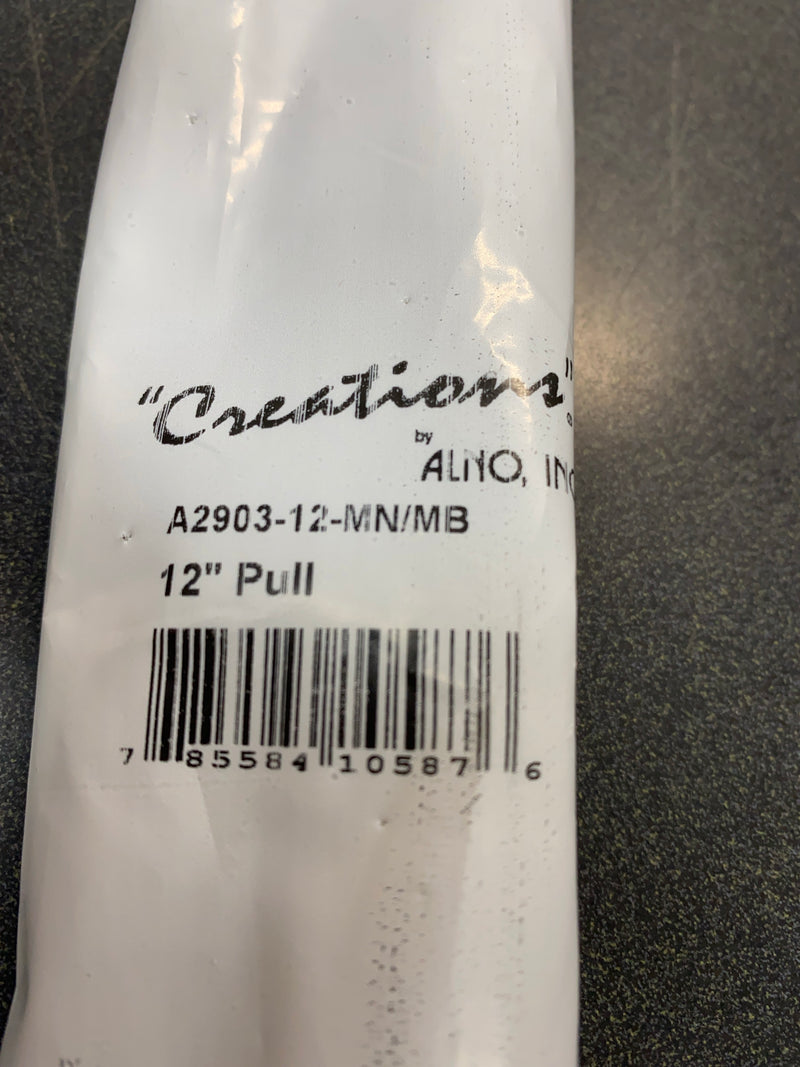 "Creations"
by
ALNO, INC
A2903-12-MN/MB
12" Pull
7 85584 10587 6